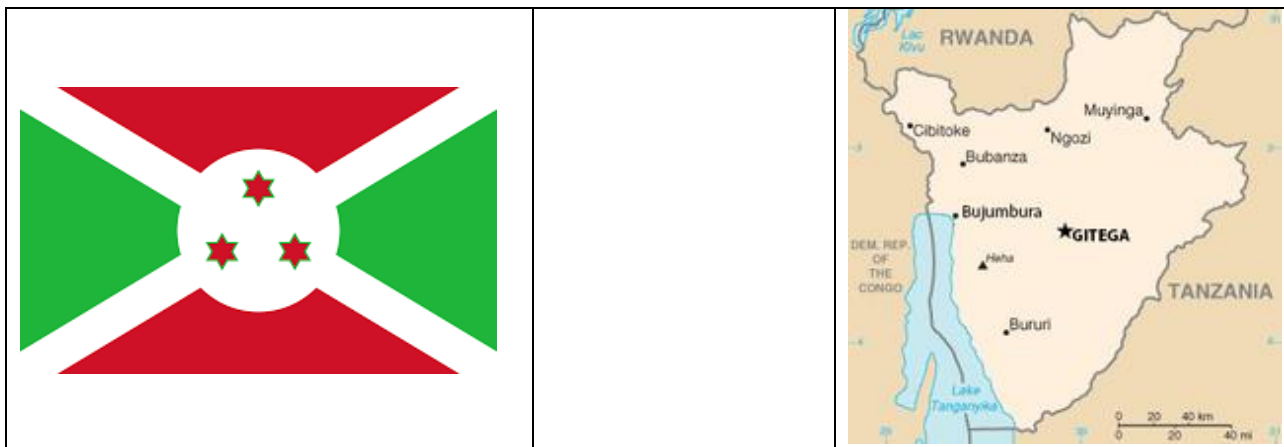 Lac
Kivu
RWANDA
Muyinga
Cibitoke
Ngozi
Bubanza
Bujumbura
GITEGA
DEM. REP.
OF
THE
CONGO
Heha
TANZANIA
Bururi
Lake
Tanganyika
0 20 40 km
0 20 40 mi